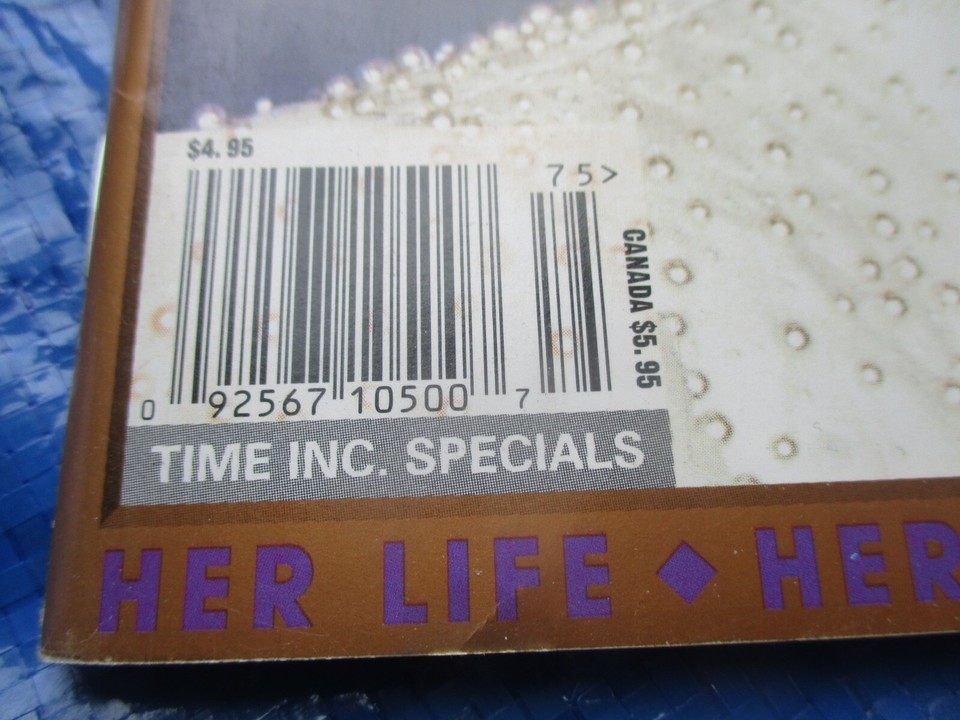 $4.95
75>
CANADA $5.95
0 92567 10500 7
TIME INC. SPECIALS
HER LIFE ◆ HER